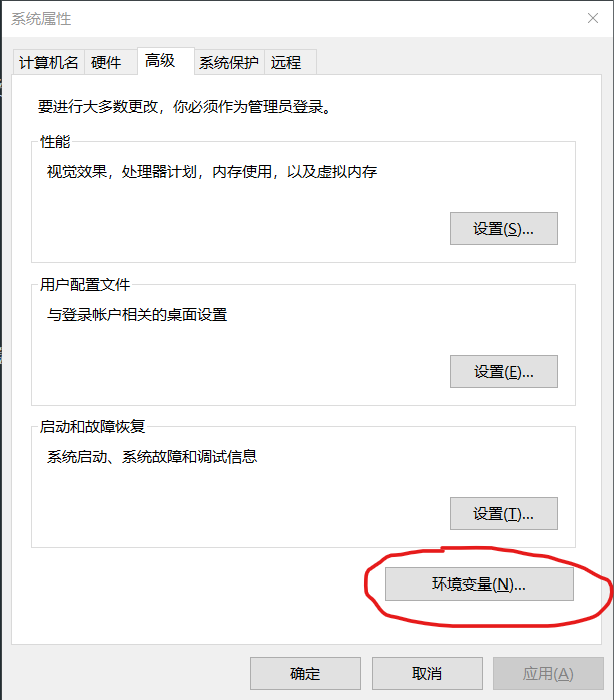 系统属性
计算机名 硬件 高级 系统保护 远程
要进行大多数更改，你必须作为管理员登录。
性能
视觉效果，处理器计划，内存使用，以及虚拟内存
设置(S)...
用户配置文件
与登录帐户相关的桌面设置
设置(E)...
启动和故障恢复
系统启动、系统故障和调试信息
设置(T)...
环境变量(N)...
确定 取消 应用(A)